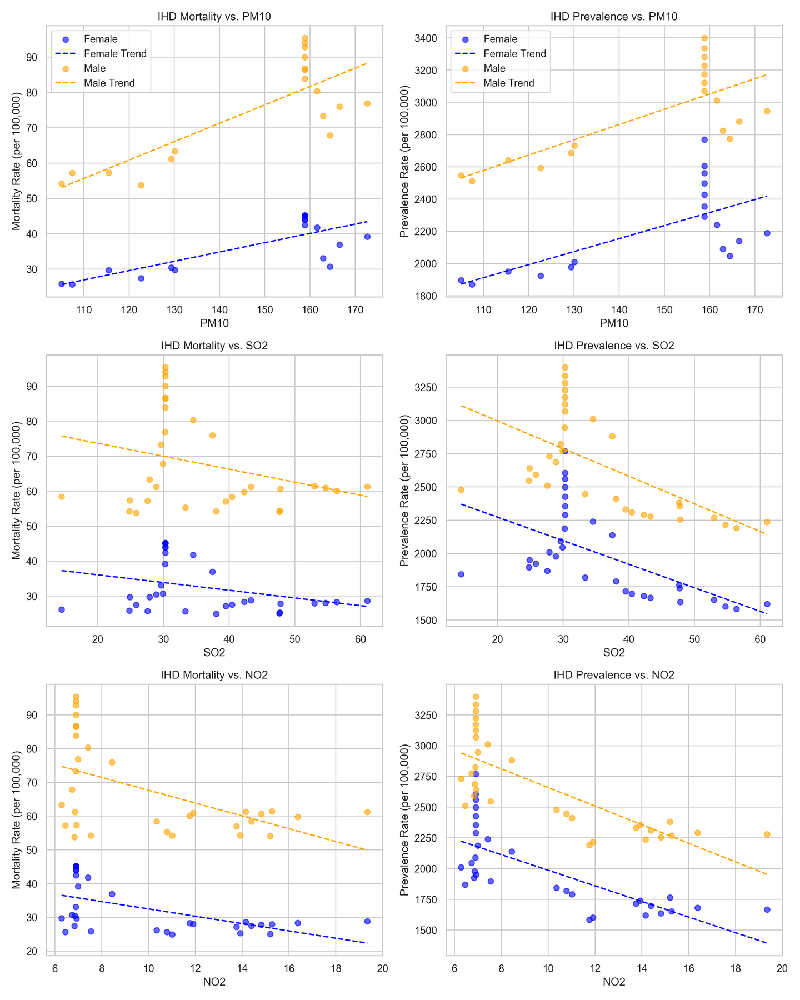 IHD Mortality vs. PM10
Female
Female Trend
Male
Male Trend
Mortality Rate (per 100,000)
90
80
70
60
50
40
30
110 120 130 140 150 160 170
PM10
IHD Prevalence vs. PM10
Female
Female Trend
Male
Male Trend
Prevalence Rate (per 100,000)
3400
3200
3000
2800
2600
2400
2200
2000
1800
110 120 130 140 150 160 170
PM10
IHD Mortality vs. SO2
Mortality Rate (per 100,000)
90
80
70
60
50
40
30
20 30 40 50 60
SO2
IHD Prevalence vs. SO2
Prevalence Rate (per 100,000)
3250
3000
2750
2500
2250
2000
1750
1500
20 30 40 50 60
SO2
IHD Mortality vs. NO2
Mortality Rate (per 100,000)
90
80
70
60
50
40
30
20
6 8 10 12 14 16 18 20
NO2
IHD Prevalence vs. NO2
Prevalence Rate (per 100,000)
3250
3000
2750
2500
2250
2000
1750
1500
6 8 10 12 14 16 18 20
NO2